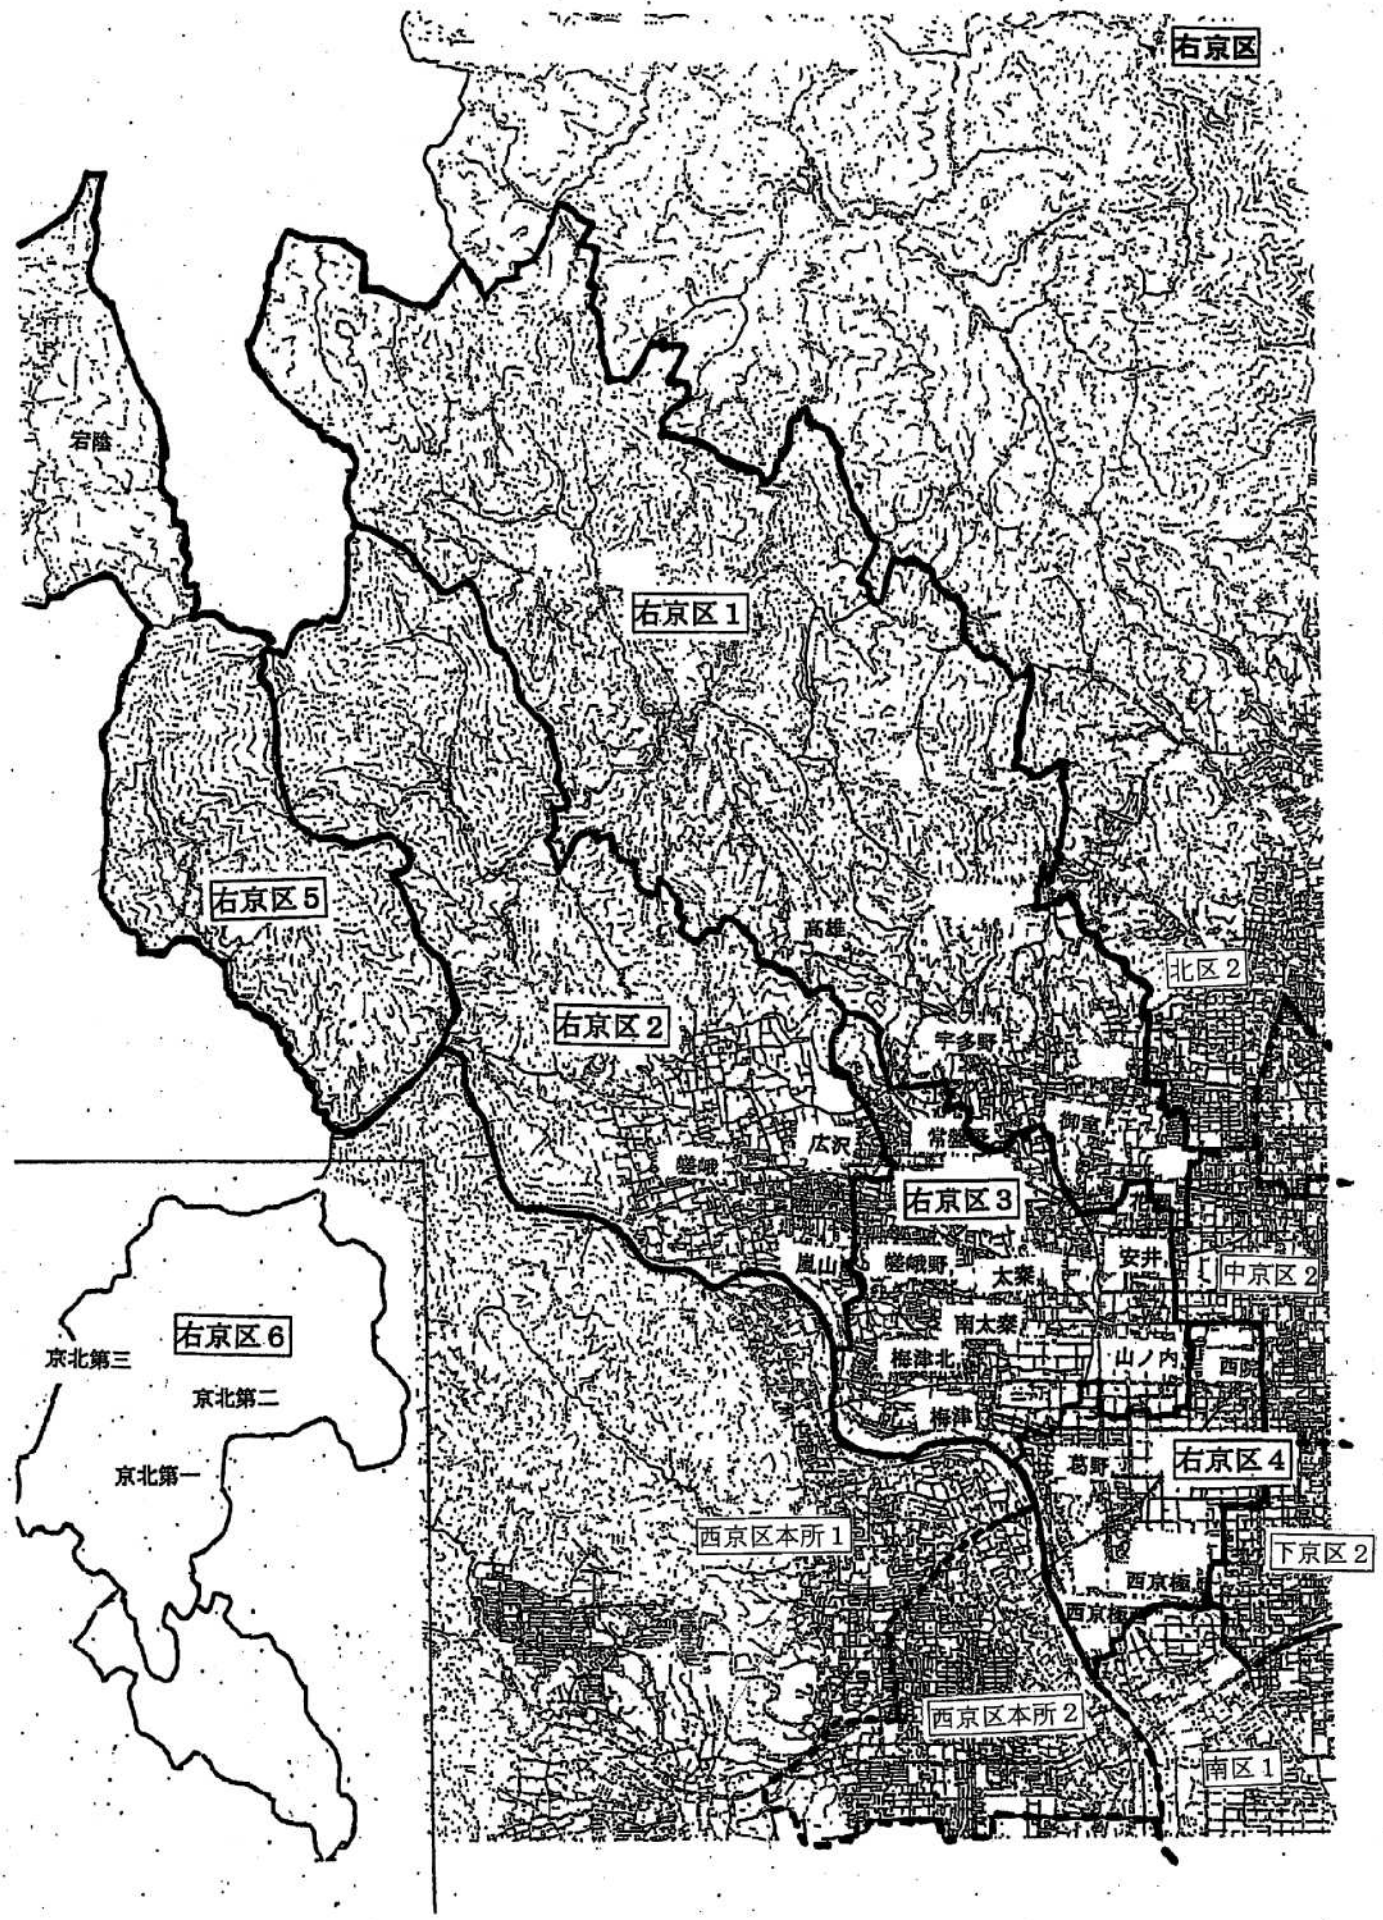 右京区
宕陰
右京区1
右京区5
高雄
北区2
右京区2
宇多野
御室
常盤野
広沢
嵯峨
右京区3
花園
安井
嵐山
嵯峨野
太秦
中京区2
南太秦
右京区6
京北第三
梅津北
山ノ内
西院
京北第二
梅津
右京区4
葛野
京北第一
西京区本所1
下京区2
西京極
西京極西
西京区本所2
南区1